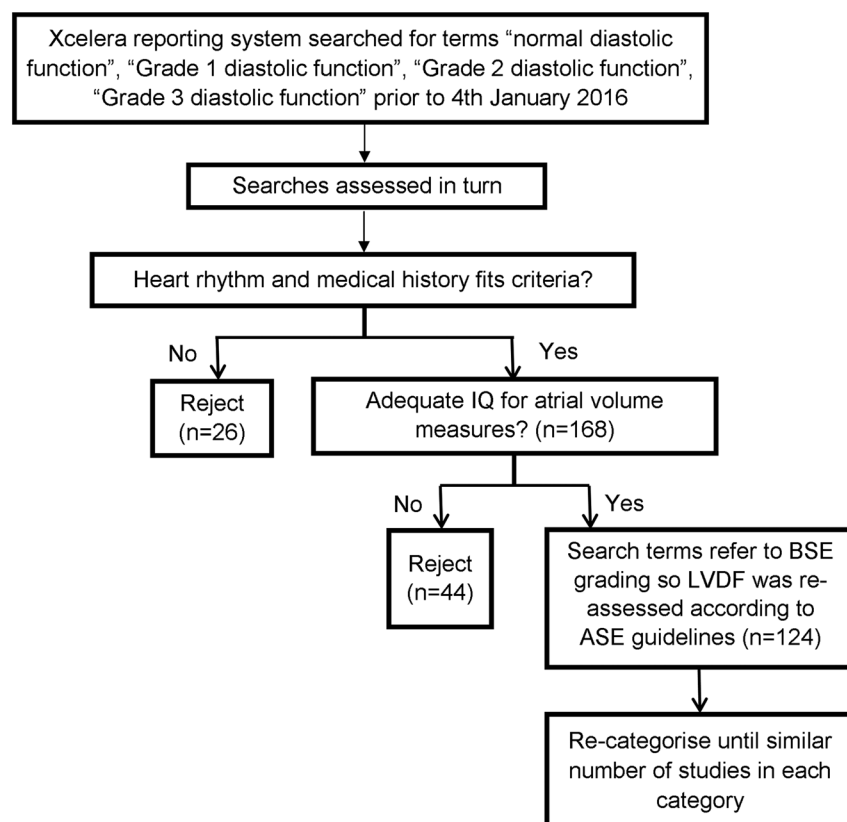 Xcelera reporting system searched for terms “normal diastolic
function”, “Grade 1 diastolic function”, “Grade 2 diastolic function”,
“Grade 3 diastolic function” prior to 4th January 2016
Searches assessed in turn
Heart rhythm and medical history fits criteria?
No
Yes
Reject
(n=26)
Adequate IQ for atrial volume
measures? (n=168)
No
Yes
Reject
(n=44)
Search terms refer to BSE
grading so LVDF was re-
assessed according to
ASE guidelines (n=124)
Re-categorise until similar
number of studies in each
category